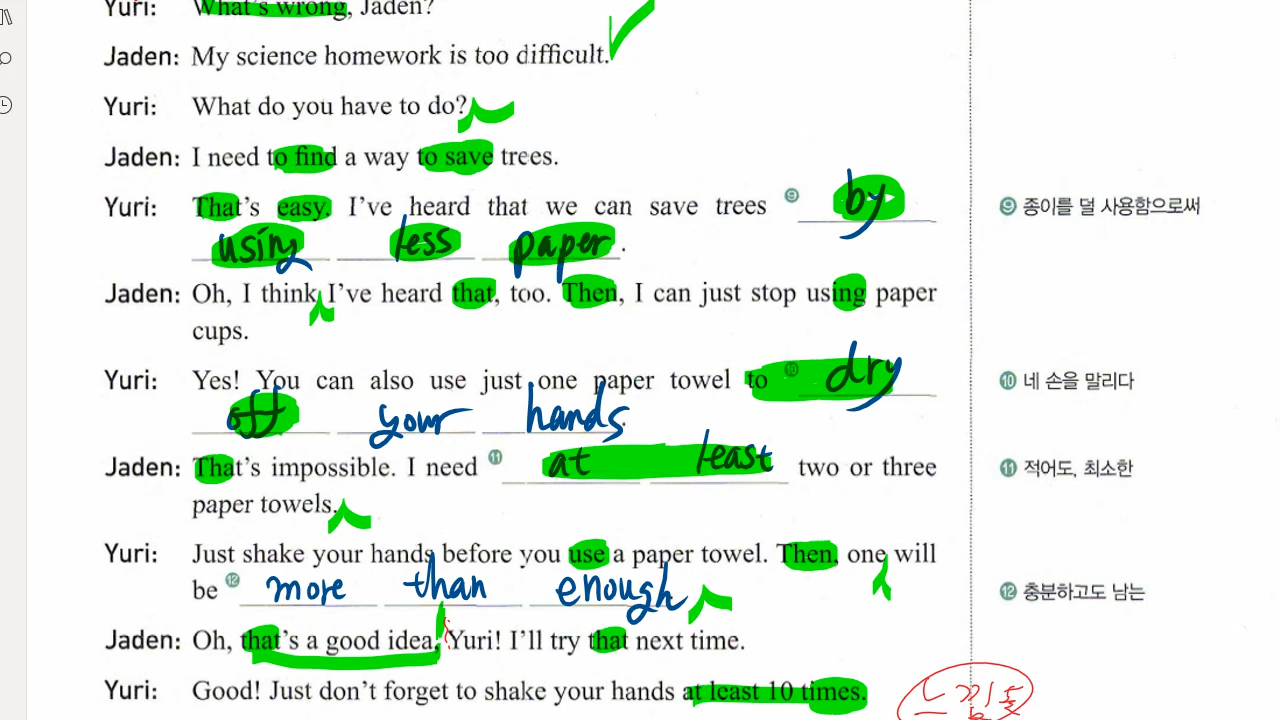 Yuri: What's wrong, Jaden?
Jaden: My science homework is too difficult.
Yuri: What do you have to do?
Jaden: I need to find a way to save trees.
Yuri: That's easy. I've heard that we can save trees ⑨ by
using less paper.
⑨ 종이를 덜 사용함으로써
Jaden: Oh, I think I've heard that, too. Then, I can just stop using paper
cups.
Yuri: Yes! You can also use just one paper towel to ⑩ dry
off your hands.
⑩ 네 손을 말리다
Jaden: That's impossible. I need ⑪ at least two or three
paper towels.
⑪ 적어도, 최소한
Yuri: Just shake your hands before you use a paper towel. Then, one will
be ⑫ more than enough.
⑫ 충분하고도 남는
Jaden: Oh, that's a good idea, Yuri! I'll try that next time.
Yuri: Good! Just don't forget to shake your hands at least 10 times.